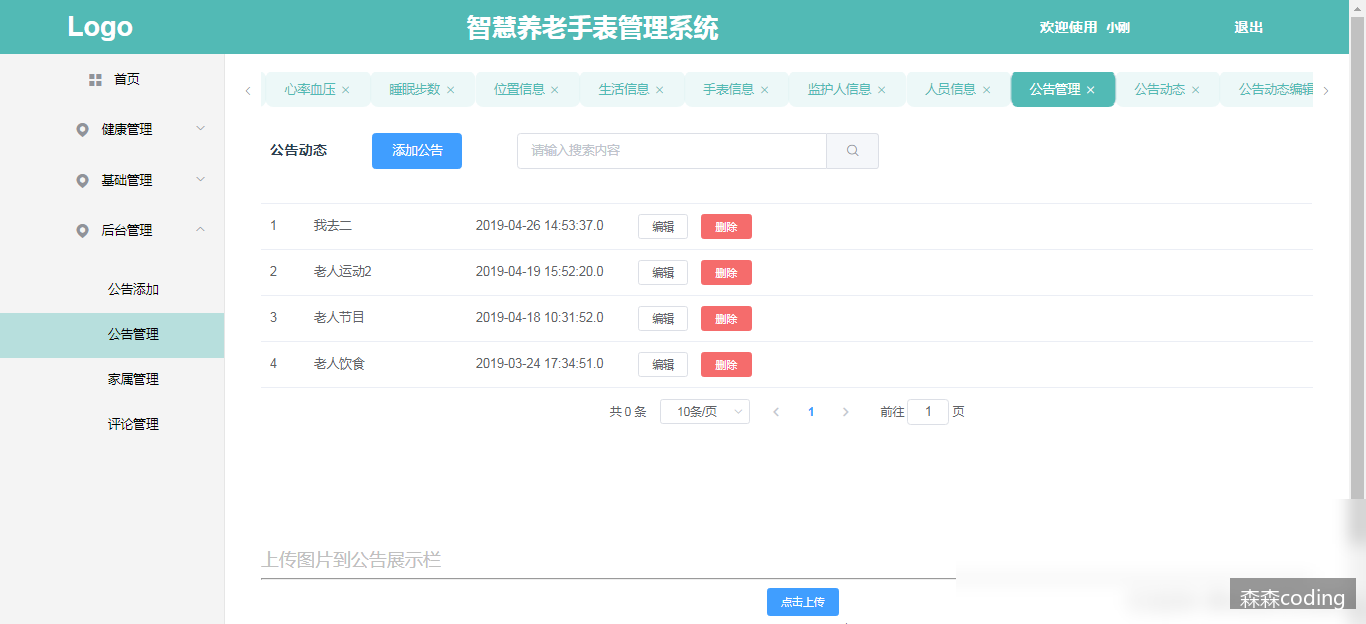 Logo 智慧养老手表管理系统 欢迎使用 小刚 退出
首页
健康管理
基础管理
后台管理
公告添加
公告管理
家属管理
评论管理
心率血压 × 睡眠步数 × 位置信息 × 生活信息 × 手表信息 × 监护人信息 × 人员信息 × 公告管理 × 公告动态 × 公告动态编辑
公告动态 添加公告 请输入搜索内容
1 我去二 2019-04-26 14:53:37.0 编辑 删除
2 老人运动2 2019-04-19 15:52:20.0 编辑 删除
3 老人节目 2019-04-18 10:31:52.0 编辑 删除
4 老人饮食 2019-03-24 17:34:51.0 编辑 删除
共 0 条 10条/页 1 前往 1 页
上传图片到公告展示栏
点击上传
森森coding